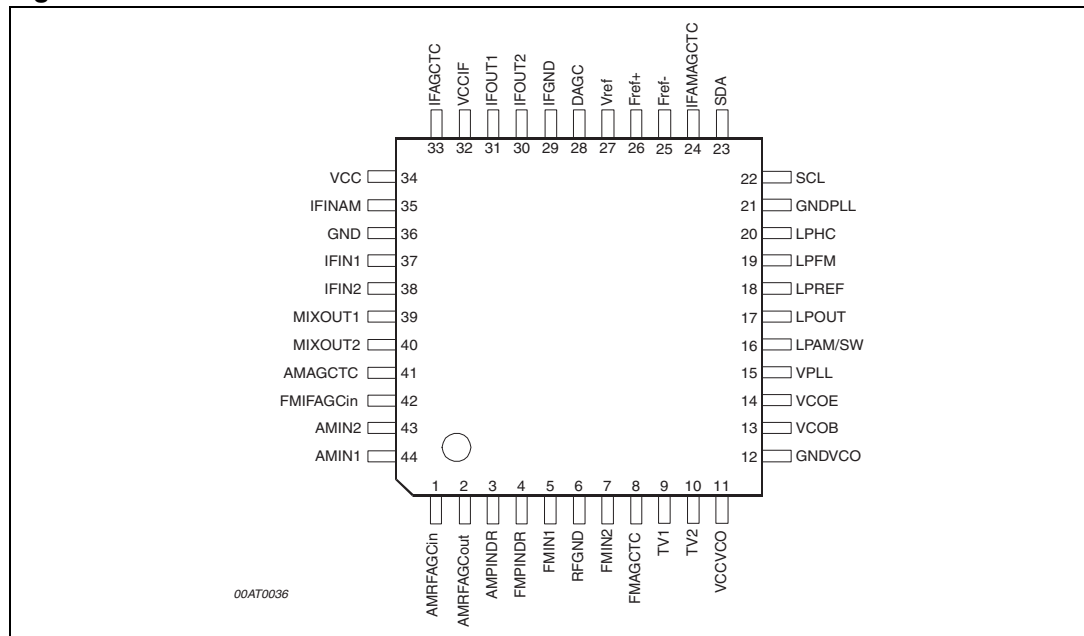 IFAGCTC
VCCIF
IFOUT1
IFOUT2
IFGND
DAGC
Vref
Fref+
Fref-
IFAMAGCTC
SDA
33 32 31 30 29 28 27 26 25 24 23
VCC 34
IFINAM 35
GND 36
IFIN1 37
IFIN2 38
MIXOUT1 39
MIXOUT2 40
AMAGCTC 41
FMIFAGCin 42
AMIN2 43
AMIN1 44
22 SCL
21 GNDPLL
20 LPHC
19 LPFM
18 LPREF
17 LPOUT
16 LPAM/SW
15 VPLL
14 VCOE
13 VCOB
12 GNDVCO
1 2 3 4 5 6 7 8 9 10 11
AMRFAGCin
AMRFAGCout
AMPINDR
FMPINDR
FMIN1
RFGND
FMIN2
FMAGCTC
TV1
TV2
VCCVCO
00AT0036